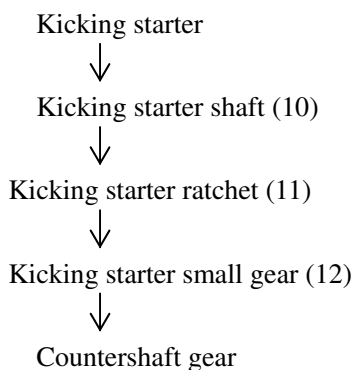 Kicking starter
Kicking starter shaft (10)
Kicking starter ratchet (11)
Kicking starter small gear (12)
Countershaft gear